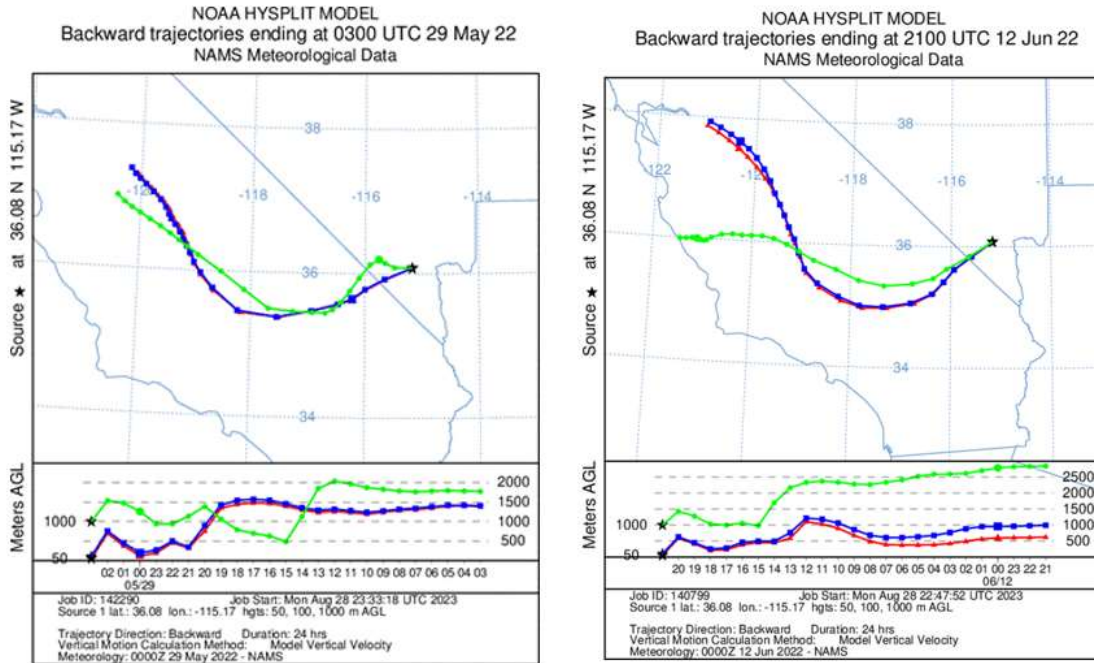 NOAA HYSPLIT MODEL
Backward trajectories ending at 0300 UTC 29 May 22
NAMS Meteorological Data
Source ★ at 36.08 N 115.17 W
38
-120
-118
-116
-114
36
34
Meters AGL
2000
1500
1000
500
1000
50
02 01 00 23 22 21 20 19 18 17 16 15 14 13 12 11 10 09 08 07 06 05 04 03
05/29
Job ID: 142290 Job Start: Mon Aug 28 23:33:18 UTC 2023
Source 1 lat.: 36.08 lon.: -115.17 hgts: 50, 100, 1000 m AGL
Trajectory Direction: Backward Duration: 24 hrs
Vertical Motion Calculation Method: Model Vertical Velocity
Meteorology: 0000Z 29 May 2022 - NAMS
NOAA HYSPLIT MODEL
Backward trajectories ending at 2100 UTC 12 Jun 22
NAMS Meteorological Data
Source ★ at 36.08 N 115.17 W
38
-122
-120
-118
-116
-114
36
34
Meters AGL
2500
2000
1500
1000
500
1000
50
20 19 18 17 16 15 14 13 12 11 10 09 08 07 06 05 04 03 02 01 00 23 22 21
06/12
Job ID: 140799 Job Start: Mon Aug 28 22:47:52 UTC 2023
Source 1 lat.: 36.08 lon.: -115.17 hgts: 50, 100, 1000 m AGL
Trajectory Direction: Backward Duration: 24 hrs
Vertical Motion Calculation Method: Model Vertical Velocity
Meteorology: 0000Z 12 Jun 2022 - NAMS